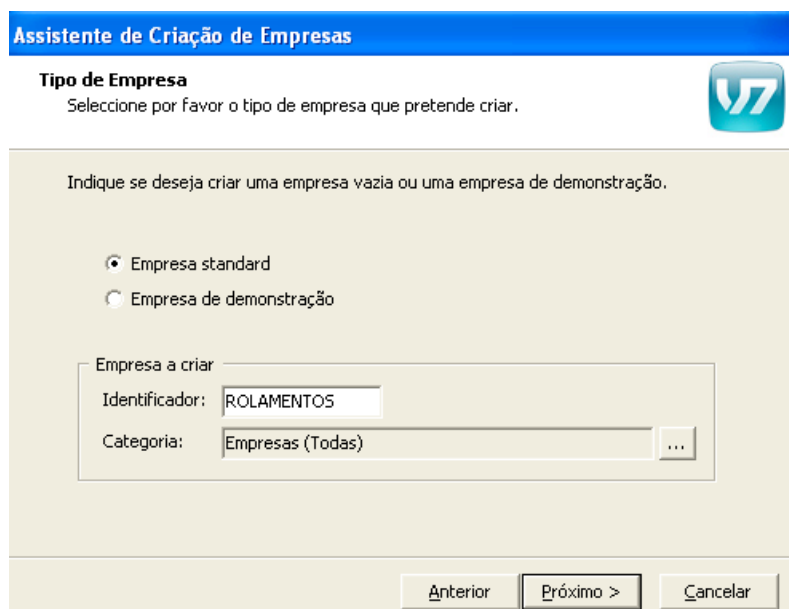 Assistente de Criação de Empresas
Tipo de Empresa
Seleccione por favor o tipo de empresa que pretende criar.
V7
Indique se deseja criar uma empresa vazia ou uma empresa de demonstração.
Empresa standard
Empresa de demonstração
Empresa a criar
Identificador: ROLAMENTOS
Categoria: Empresas (Todas) ...
Anterior Próximo > Cancelar